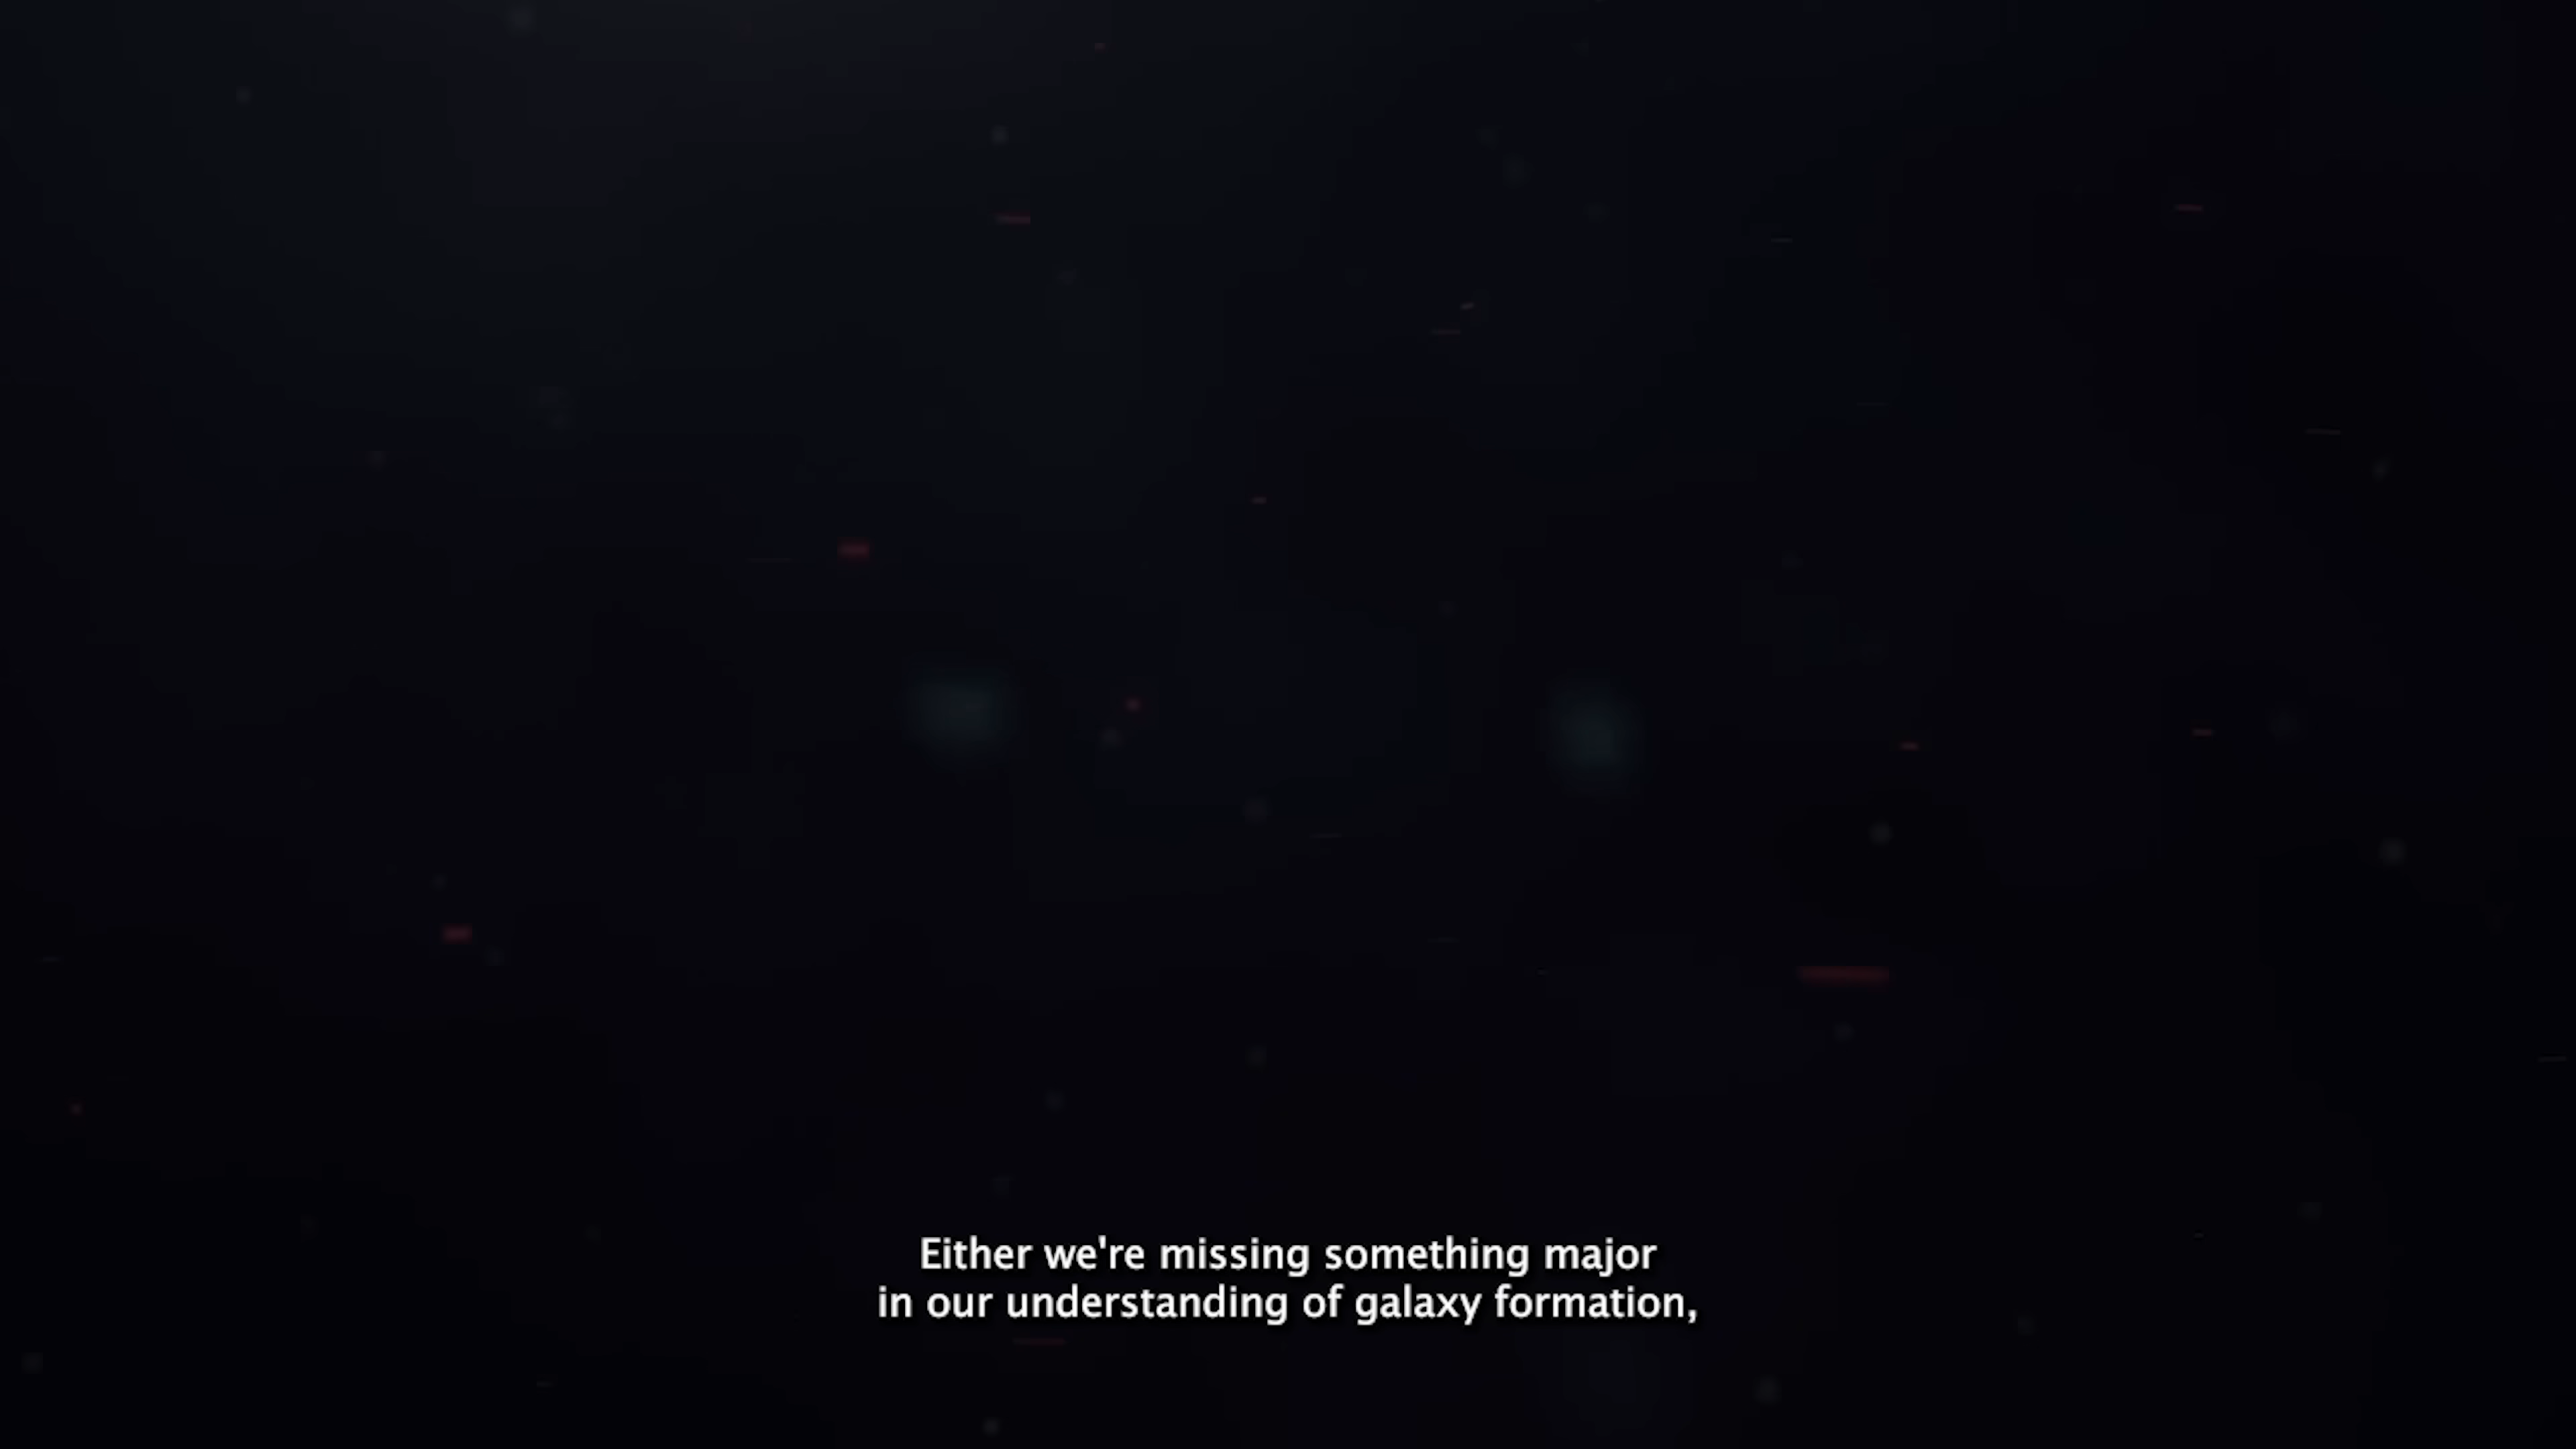 Either we're missing something major
in our understanding of galaxy formation,